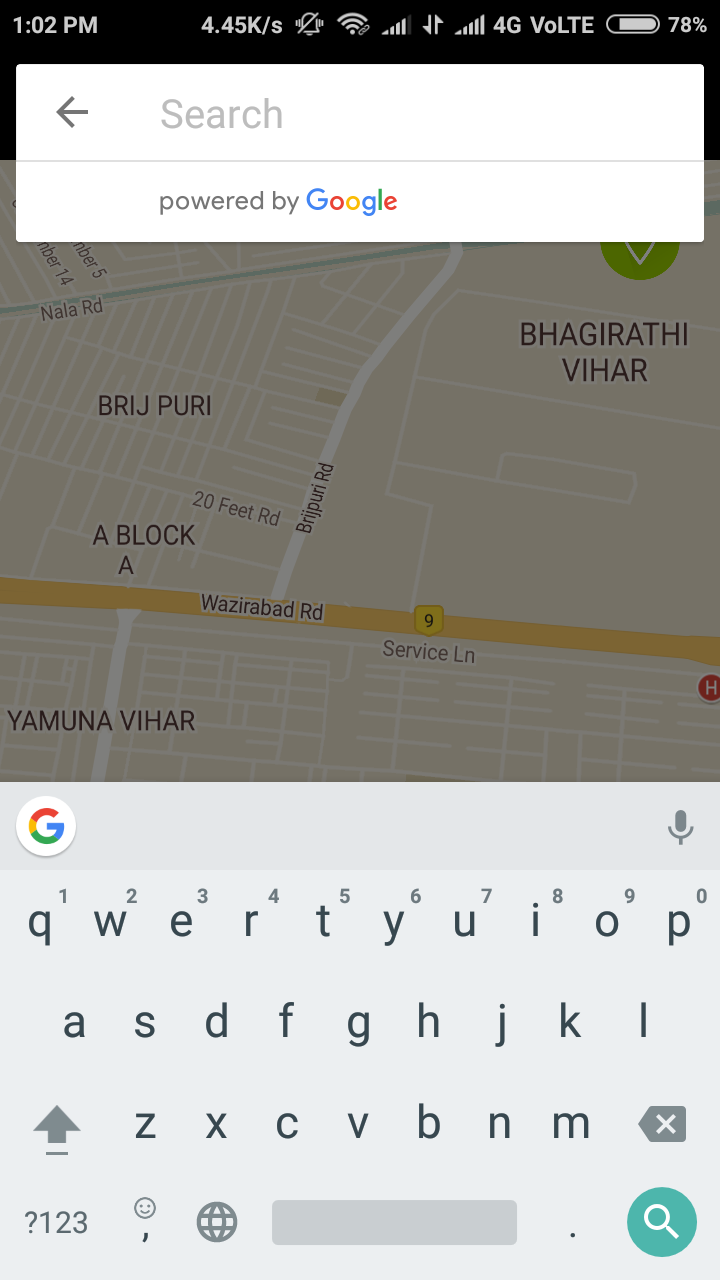 1:02 PM 4.45K/s 4G VoLTE 78%
Search
powered by Google
mber 14
mber 5
Nala Rd
BHAGIRATHI
VIHAR
BRIJ PURI
20 Feet Rd
Brijpuri Rd
A BLOCK
A
Wazirabad Rd
9
Service Ln
H
YAMUNA VIHAR
G
1 2 3 4 5 6 7 8 9 0
q w e r t y u i o p
a s d f g h j k l
z x c v b n m
?123 , .